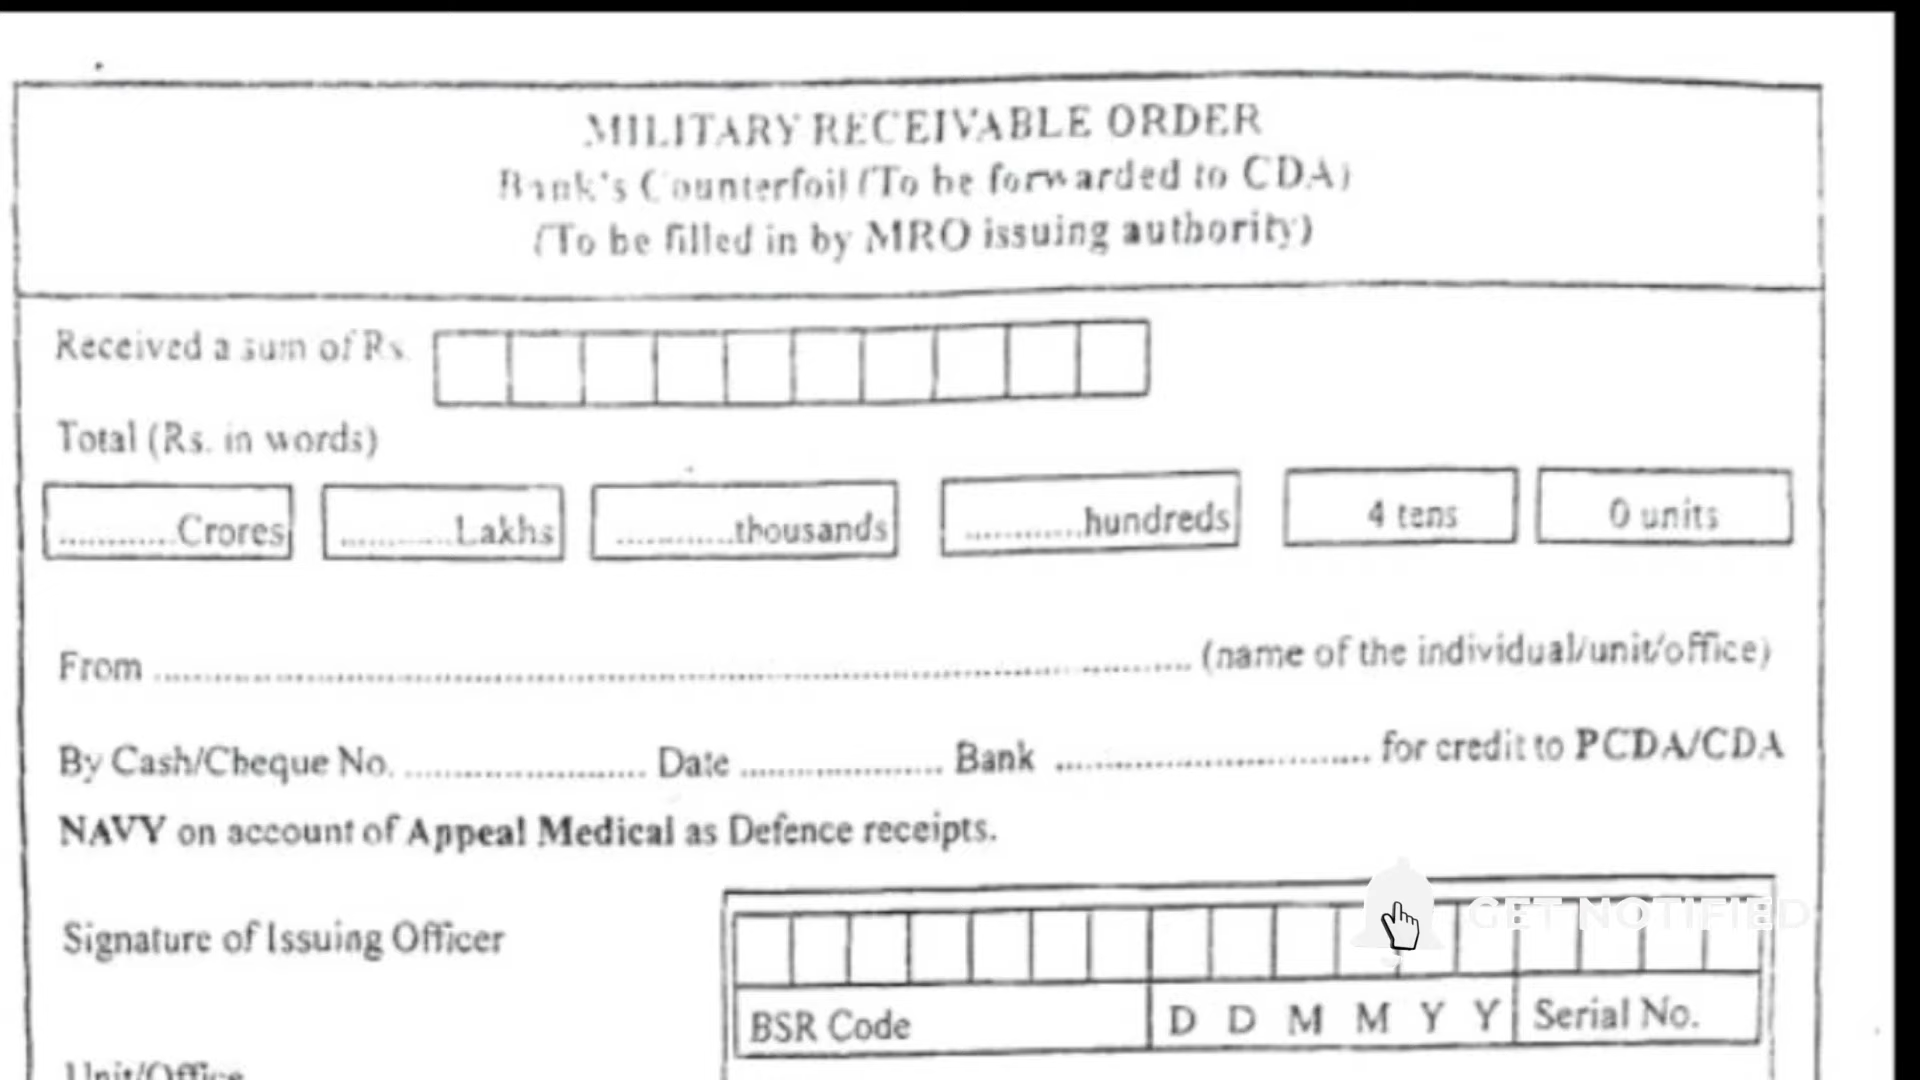 MILITARY RECEIVABLE ORDER
Bank's Counterfoil (To be forwarded to CDA)
(To be filled in by MRO issuing authority)
Received a sum of Rs.
Total (Rs. in words)
............Crores ............Lakhs ............thousands ............hundreds 4 tens 0 units
From ........................................................................ (name of the individual/unit/office)
By Cash/Cheque No. ........................ Date .................... Bank ............................... for credit to PCDA/CDA
NAVY on account of Appeal Medical as Defence receipts.
GET NOTIFIED
Signature of Issuing Officer
BSR Code D D M M Y Y Serial No.
Unit/Office